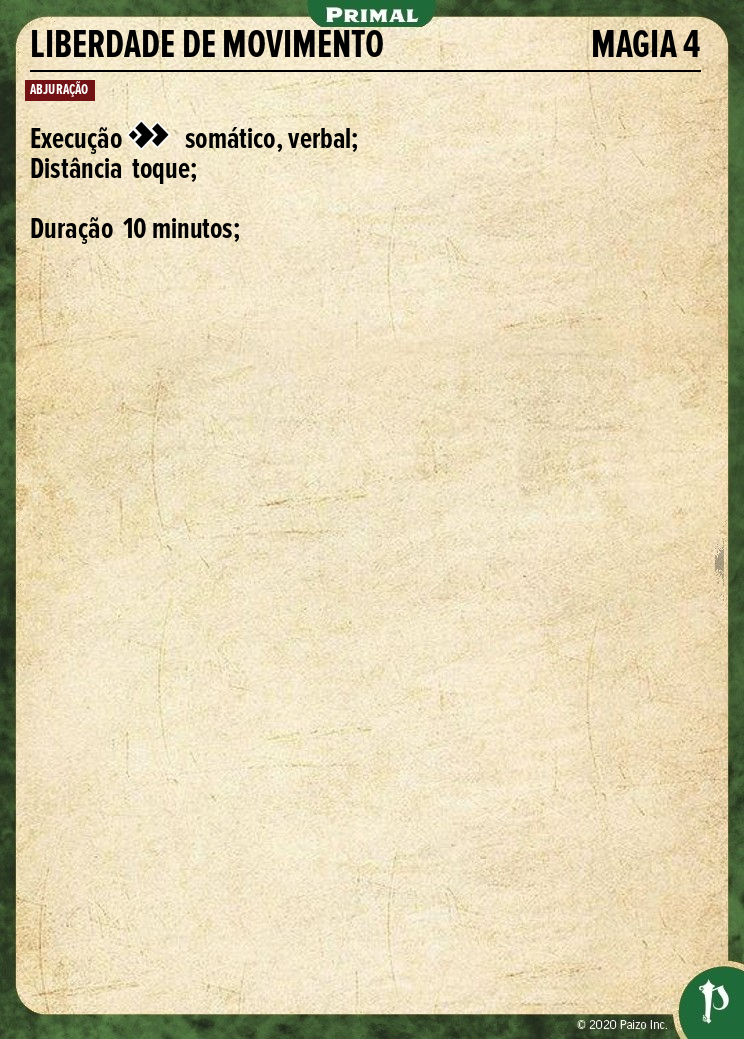 PRIMAL
LIBERDADE DE MOVIMENTO MAGIA 4
ABJURAÇÃO
Execução somático, verbal;
Distância toque;
Duração 10 minutos;
© 2020 Paizo Inc.
P